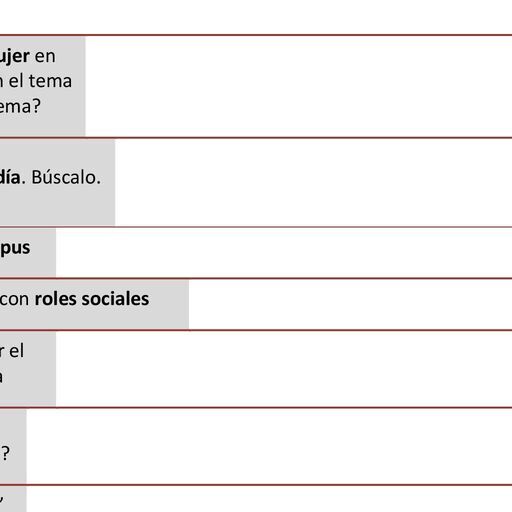 ujer en
n el tema
ema?
día. Búscalo.
pus
con roles sociales
r el
a
?